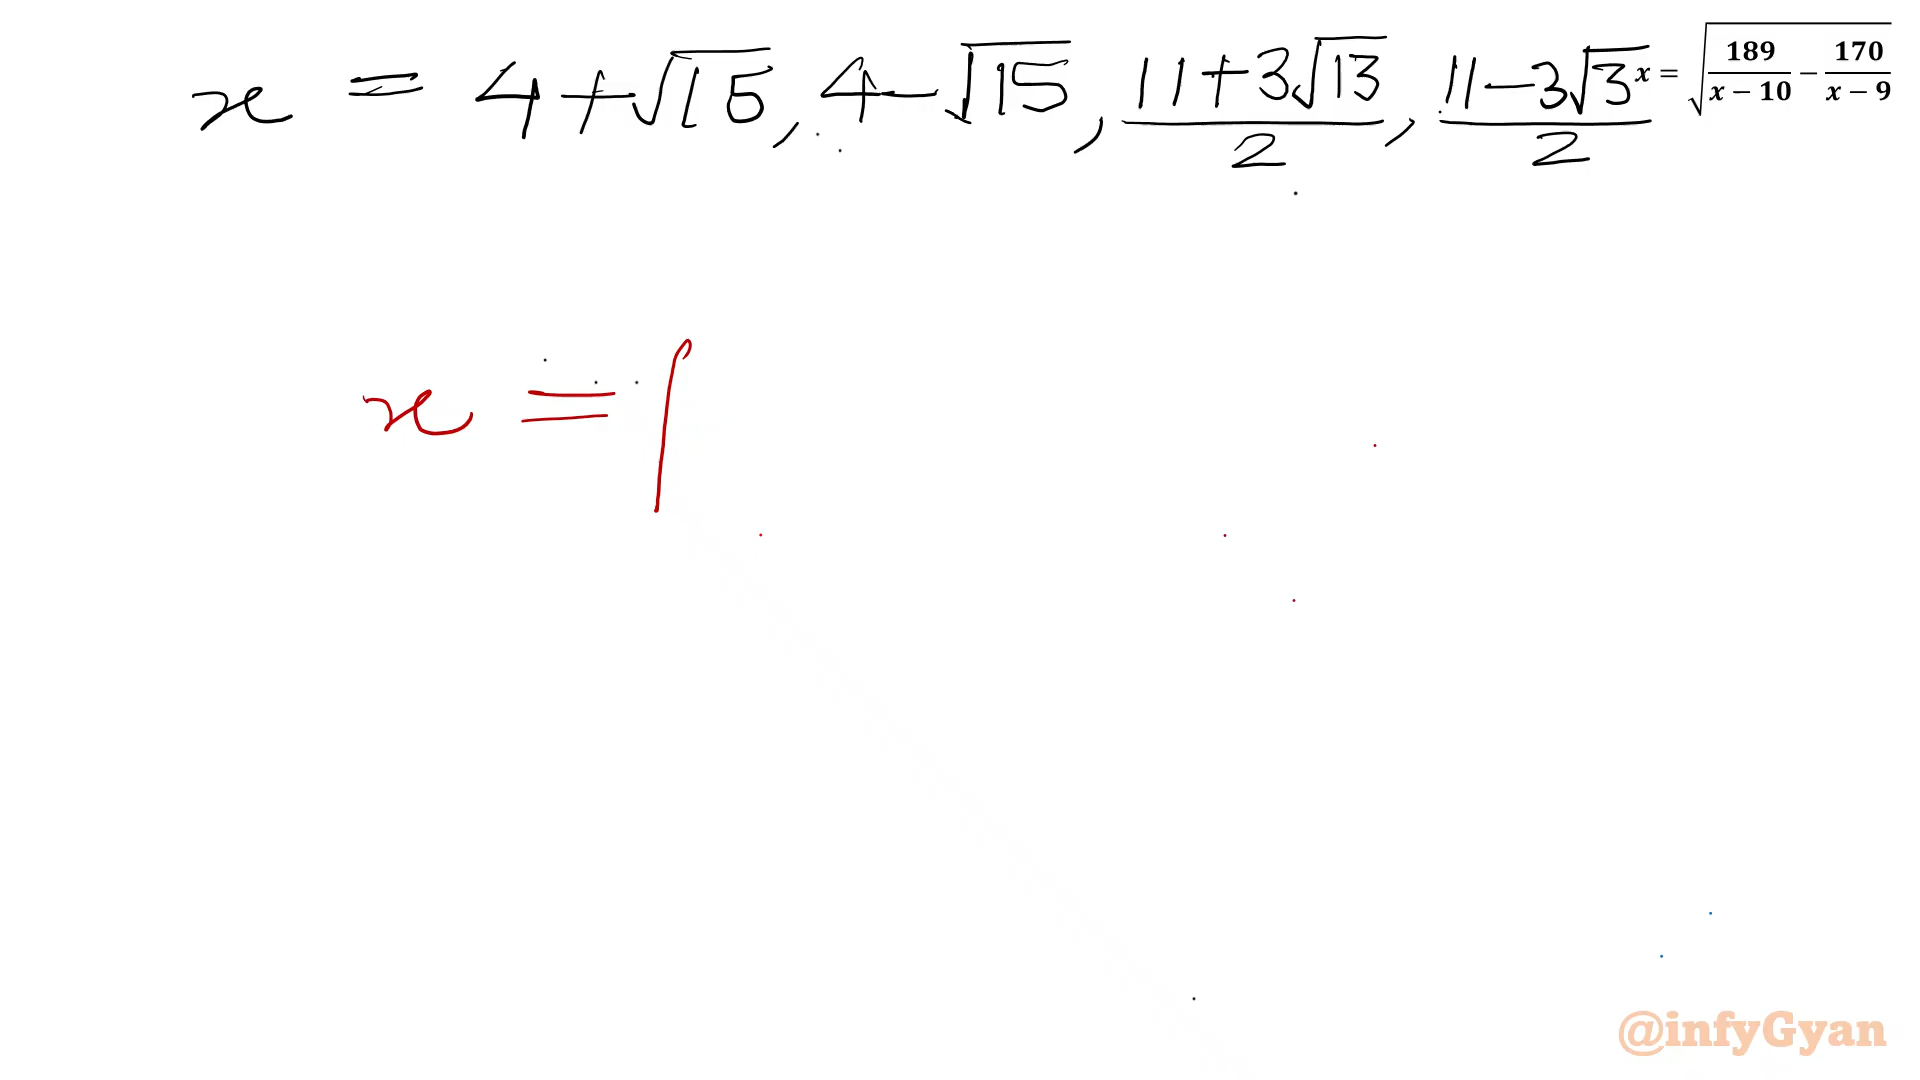 x = 4+√15, 4-√15, (11+3√13)/2, (11-3√3)/2
x = √(189/(x − 10) − 170/(x − 9))
x =
@infyGyan